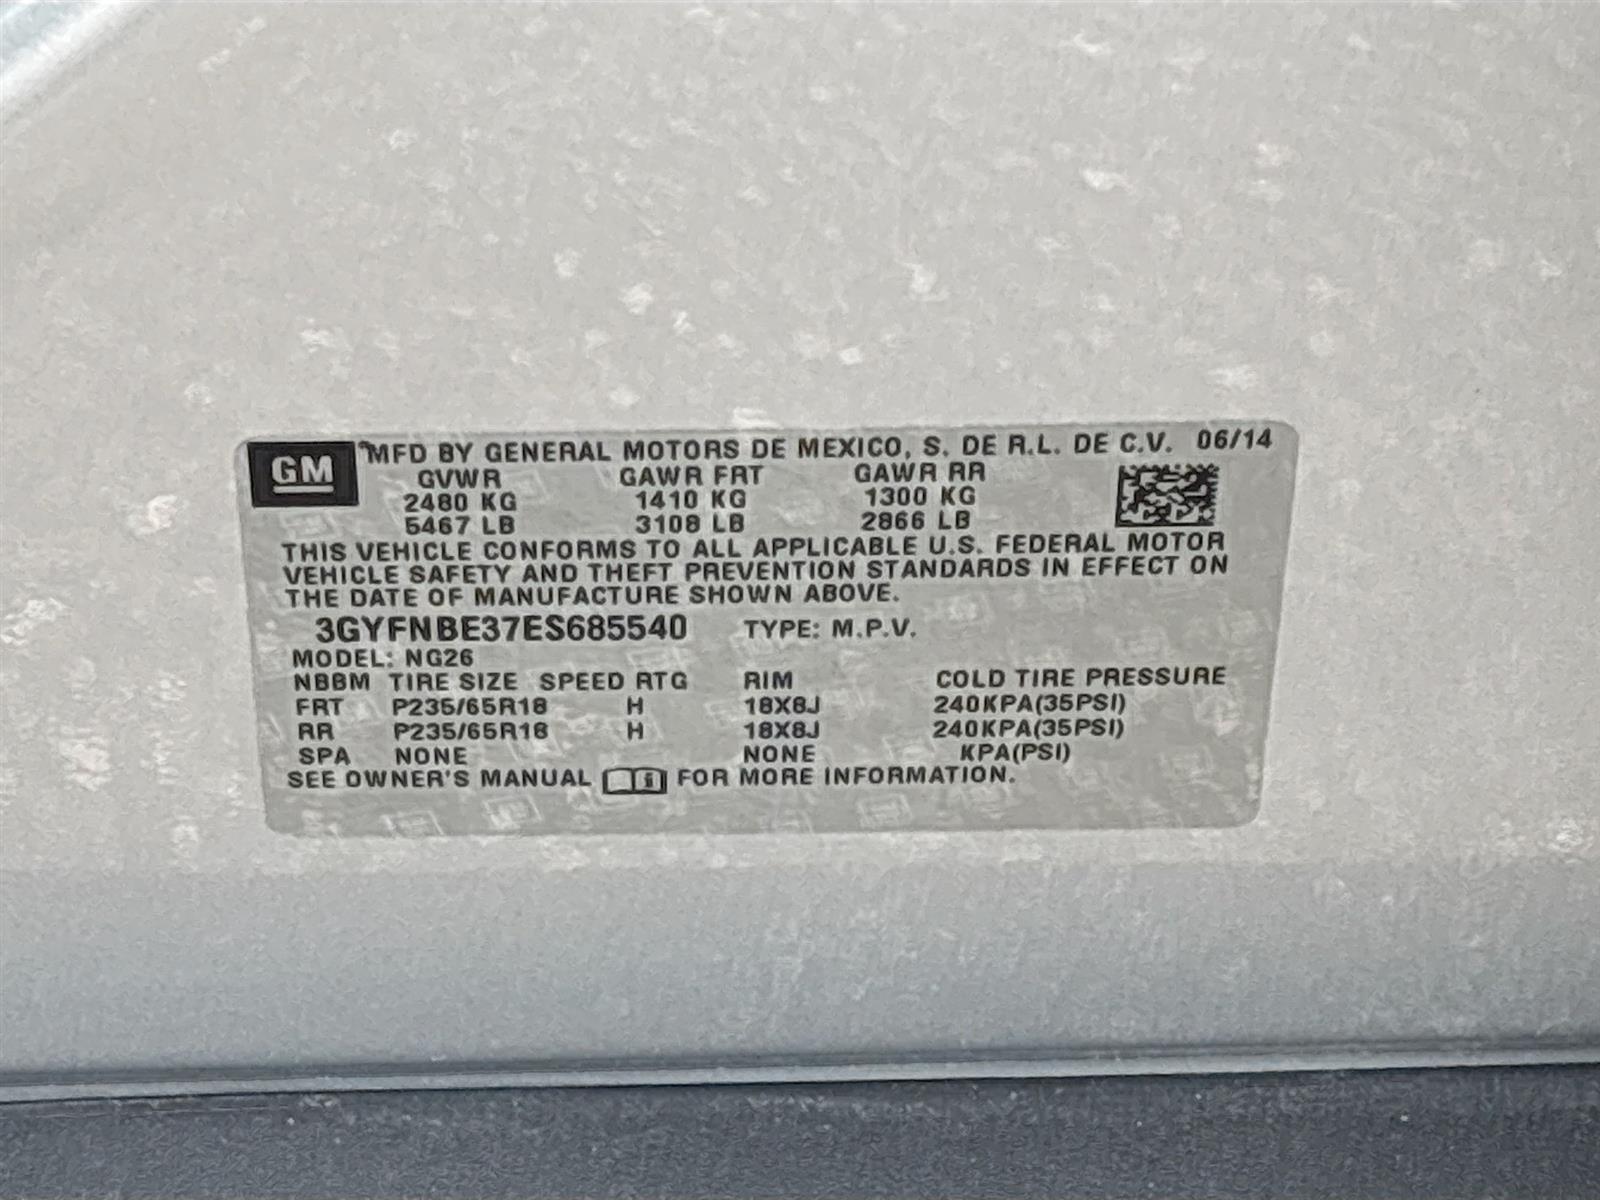 GM MFD BY GENERAL MOTORS DE MEXICO, S. DE R.L. DE C.V. 06/14
GVWR GAWR FRT GAWR RR
2480 KG 1410 KG 1300 KG
5467 LB 3108 LB 2866 LB
THIS VEHICLE CONFORMS TO ALL APPLICABLE U.S. FEDERAL MOTOR
VEHICLE SAFETY AND THEFT PREVENTION STANDARDS IN EFFECT ON
THE DATE OF MANUFACTURE SHOWN ABOVE.
3GYFNBE37ES685540 TYPE: M.P.V.
MODEL: NG26
NBBM TIRE SIZE SPEED RTG RIM COLD TIRE PRESSURE
FRT P235/65R18 H 18X8J 240KPA(35PSI)
RR P235/65R18 H 18X8J 240KPA(35PSI)
SPA NONE NONE KPA(PSI)
SEE OWNER'S MANUAL i FOR MORE INFORMATION.